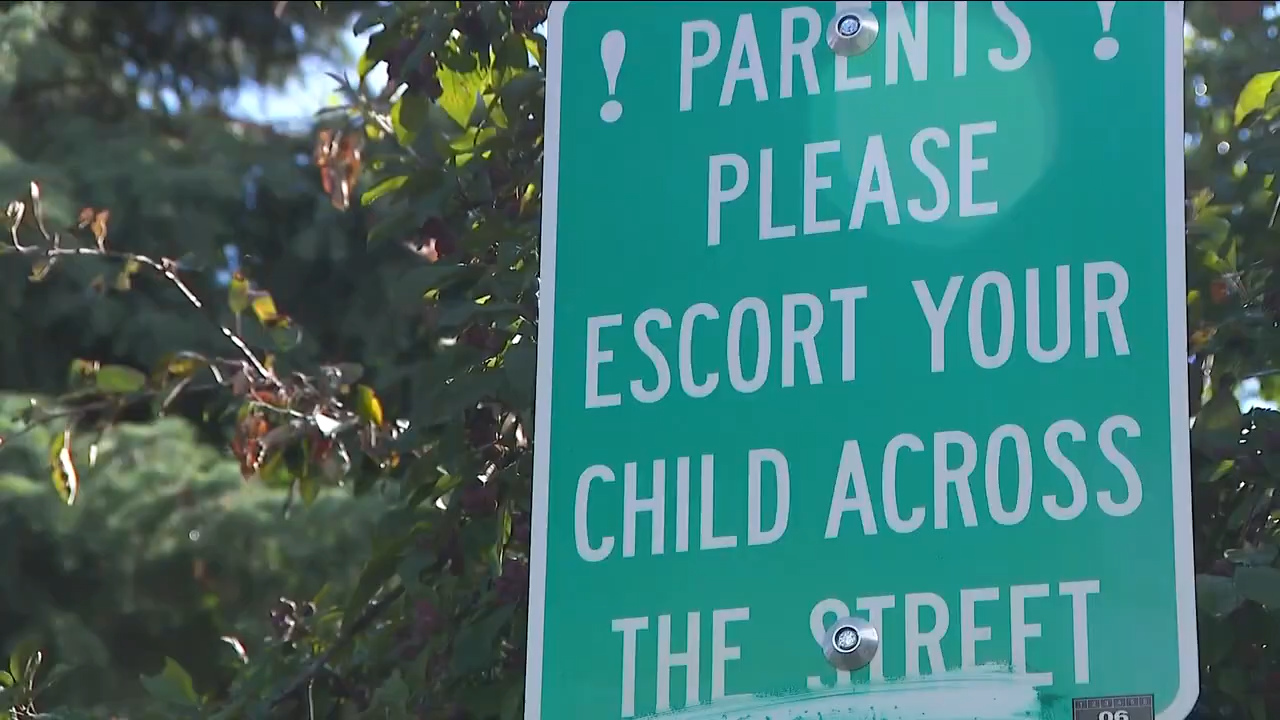 ! PARENTS !
PLEASE
ESCORT YOUR
CHILD ACROSS
THE STREET